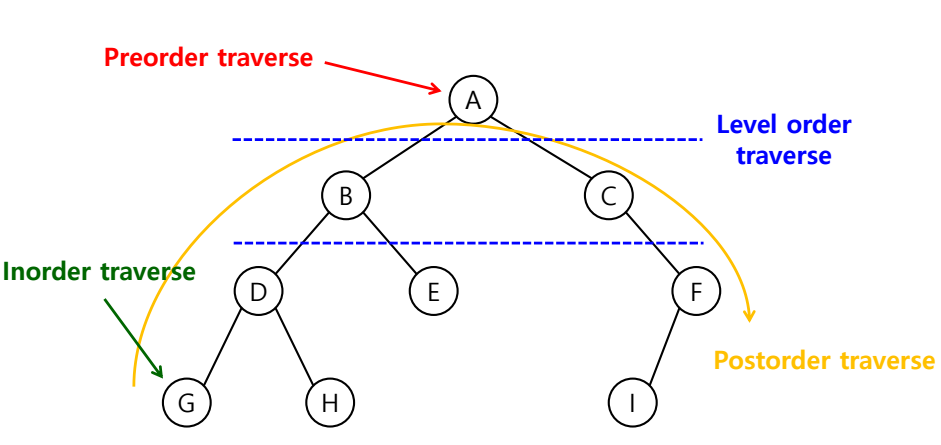 Preorder traverse
A
Level order
traverse
B
C
Inorder traverse
D
E
F
Postorder traverse
G
H
I